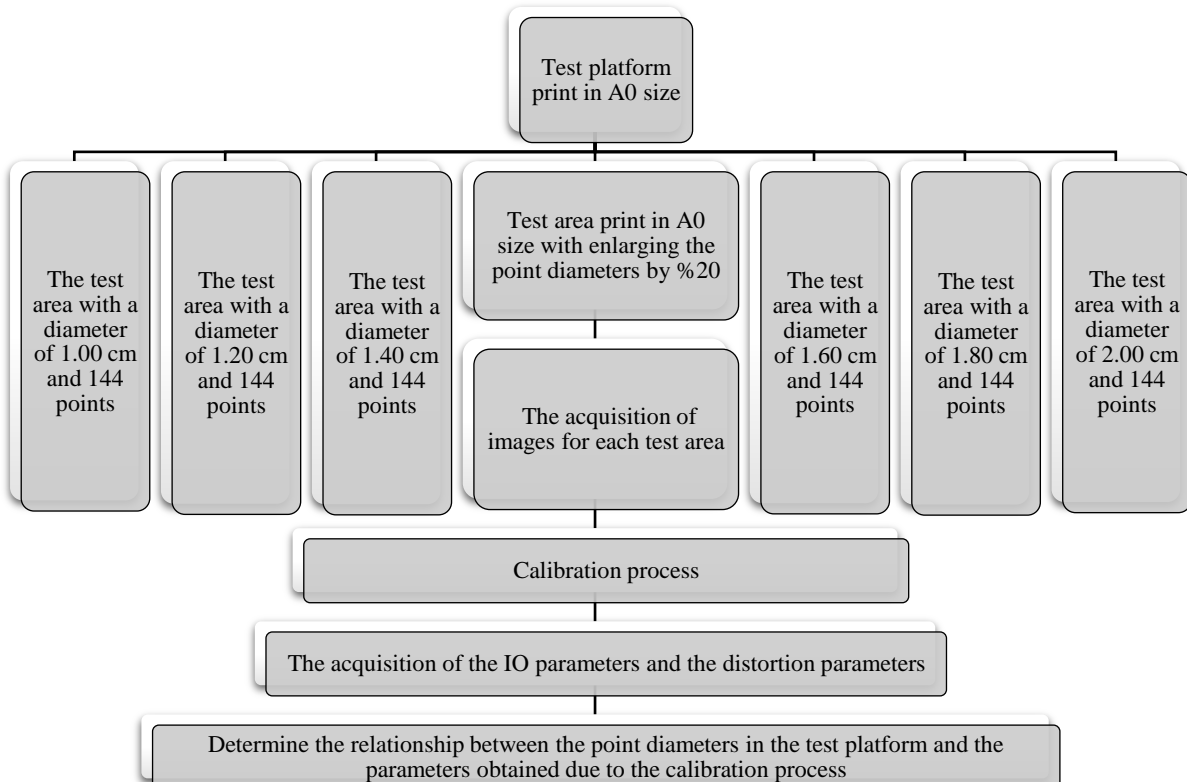 Test platform
print in A0 size
The test
area with a
diameter
of 1.00 cm
and 144
points
The test
area with a
diameter
of 1.20 cm
and 144
points
The test
area with a
diameter
of 1.40 cm
and 144
points
Test area print in A0
size with enlarging the
point diameters by %20
The acquisition of
images for each test area
The test
area with a
diameter
of 1.60 cm
and 144
points
The test
area with a
diameter
of 1.80 cm
and 144
points
The test
area with a
diameter
of 2.00 cm
and 144
points
Calibration process
The acquisition of the IO parameters and the distortion parameters
Determine the relationship between the point diameters in the test platform and the
parameters obtained due to the calibration process